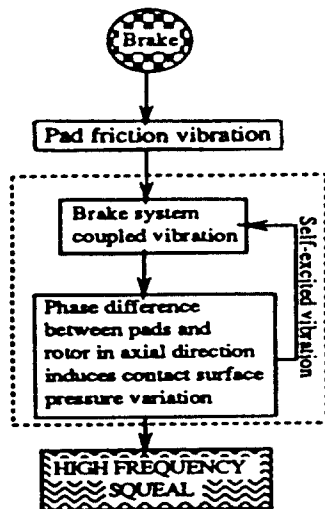 Brake
Pad friction vibration
Brake system
coupled vibration
Self-excited vibration
Phase difference
between pads and
rotor in axial direction
induces contact surface
pressure variation
HIGH FREQUENCY
SQUEAL